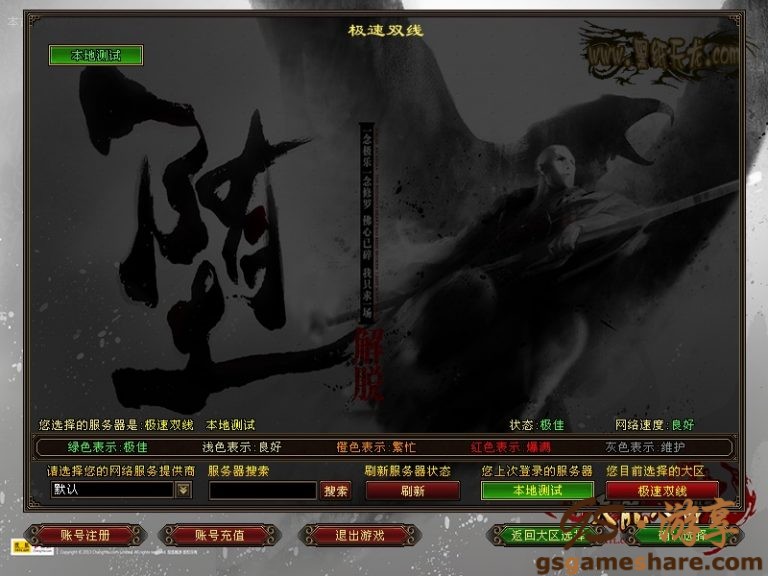 极速双线
本地测试
堕
一念极乐一念修罗 佛心已碎 我只求一场
解脱
您选择的服务器是:极速双线 本地测试 状态:极佳 网络速度:良好
绿色表示:极佳 浅色表示:良好 橙色表示:繁忙 红色表示:爆满 灰色表示:维护
请选择您的网络服务提供商 服务器搜索 刷新服务器状态 您上次登录的服务器 您目前选择的大区
默认 搜索 刷新 本地测试 极速双线
账号注册 账号充值 退出游戏 返回大区选择 确认选择
游享
gsgameshare.com